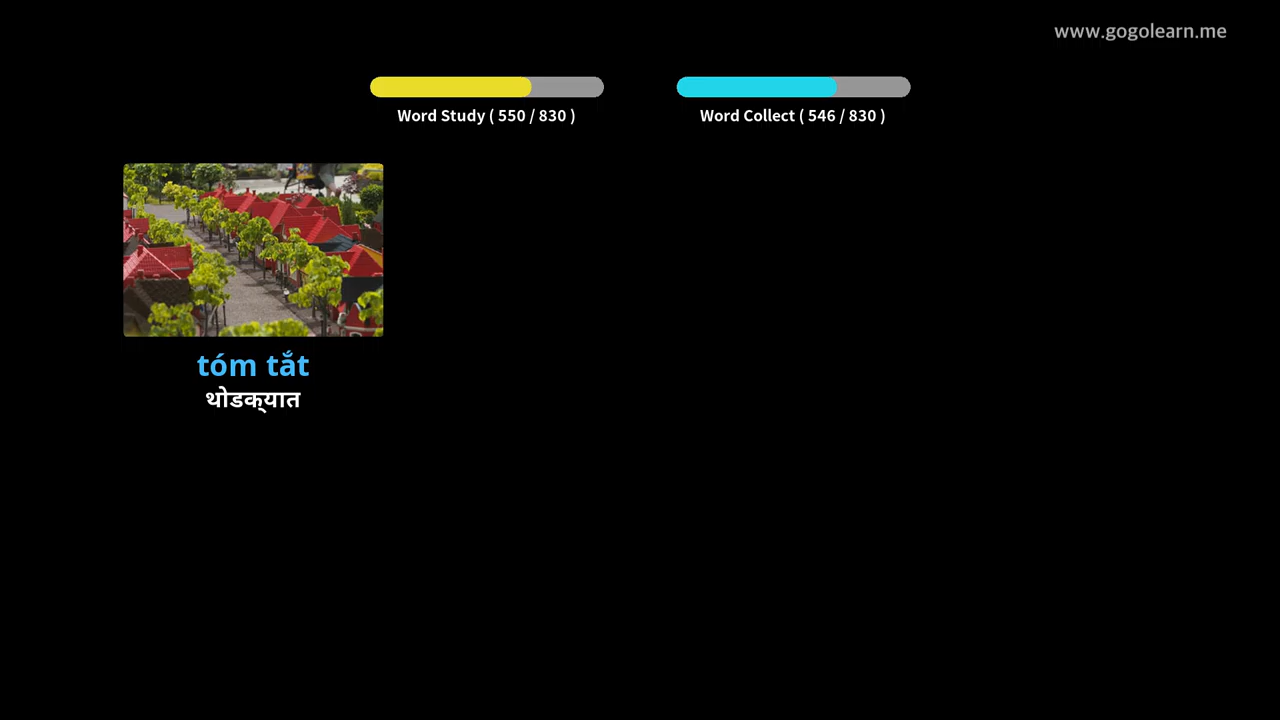 www.gogolearn.me
Word Study ( 550 / 830 )
Word Collect ( 546 / 830 )
tóm tắt
थोडक्यात